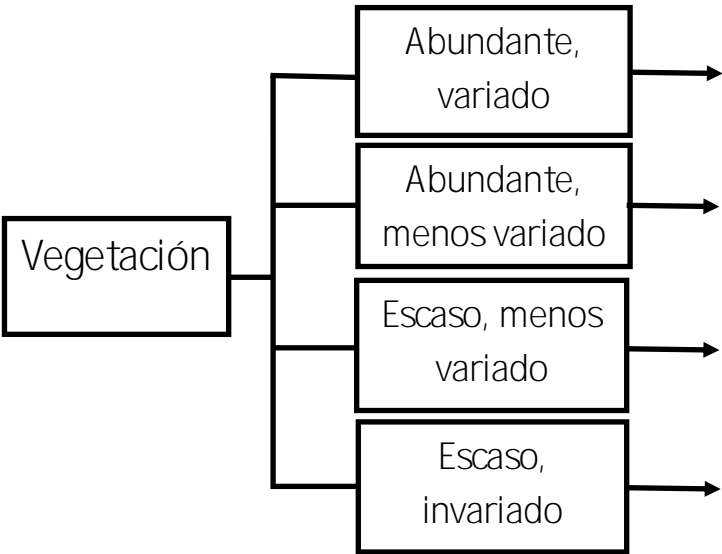 Vegetación
Abundante,
variado
Abundante,
menos variado
Escaso, menos
variado
Escaso,
invariado